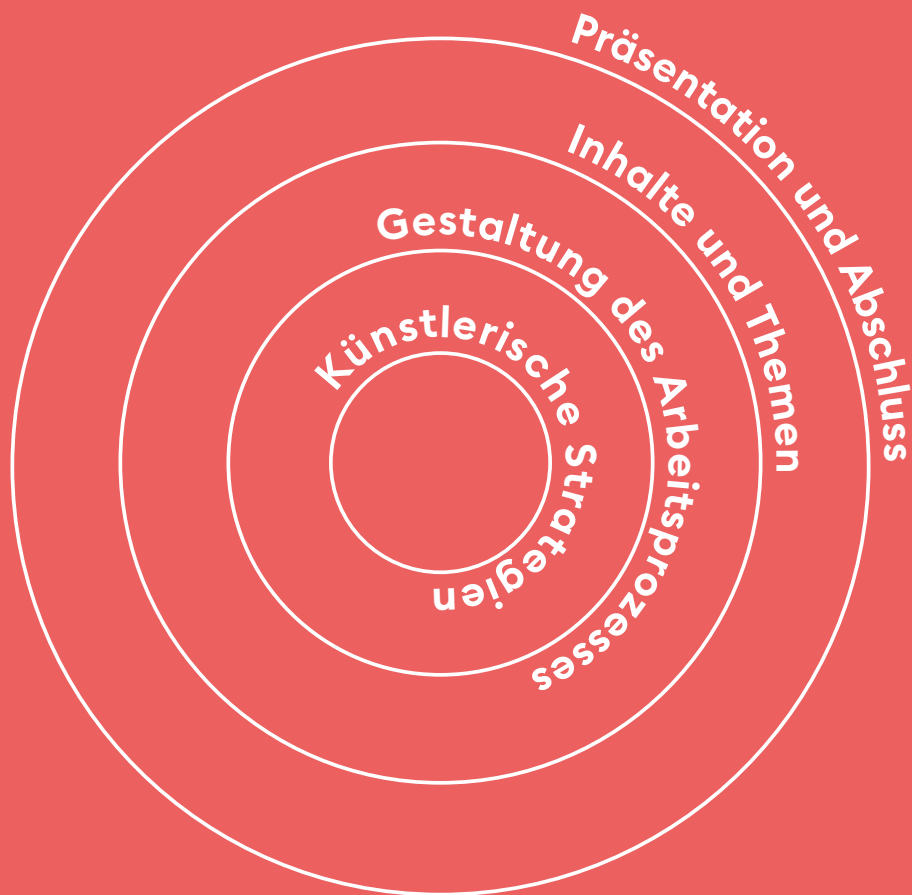 Präsentation und Abschluss
Inhalte und Themen
Gestaltung des Arbeitsprozesses
Künstlerische Strategien